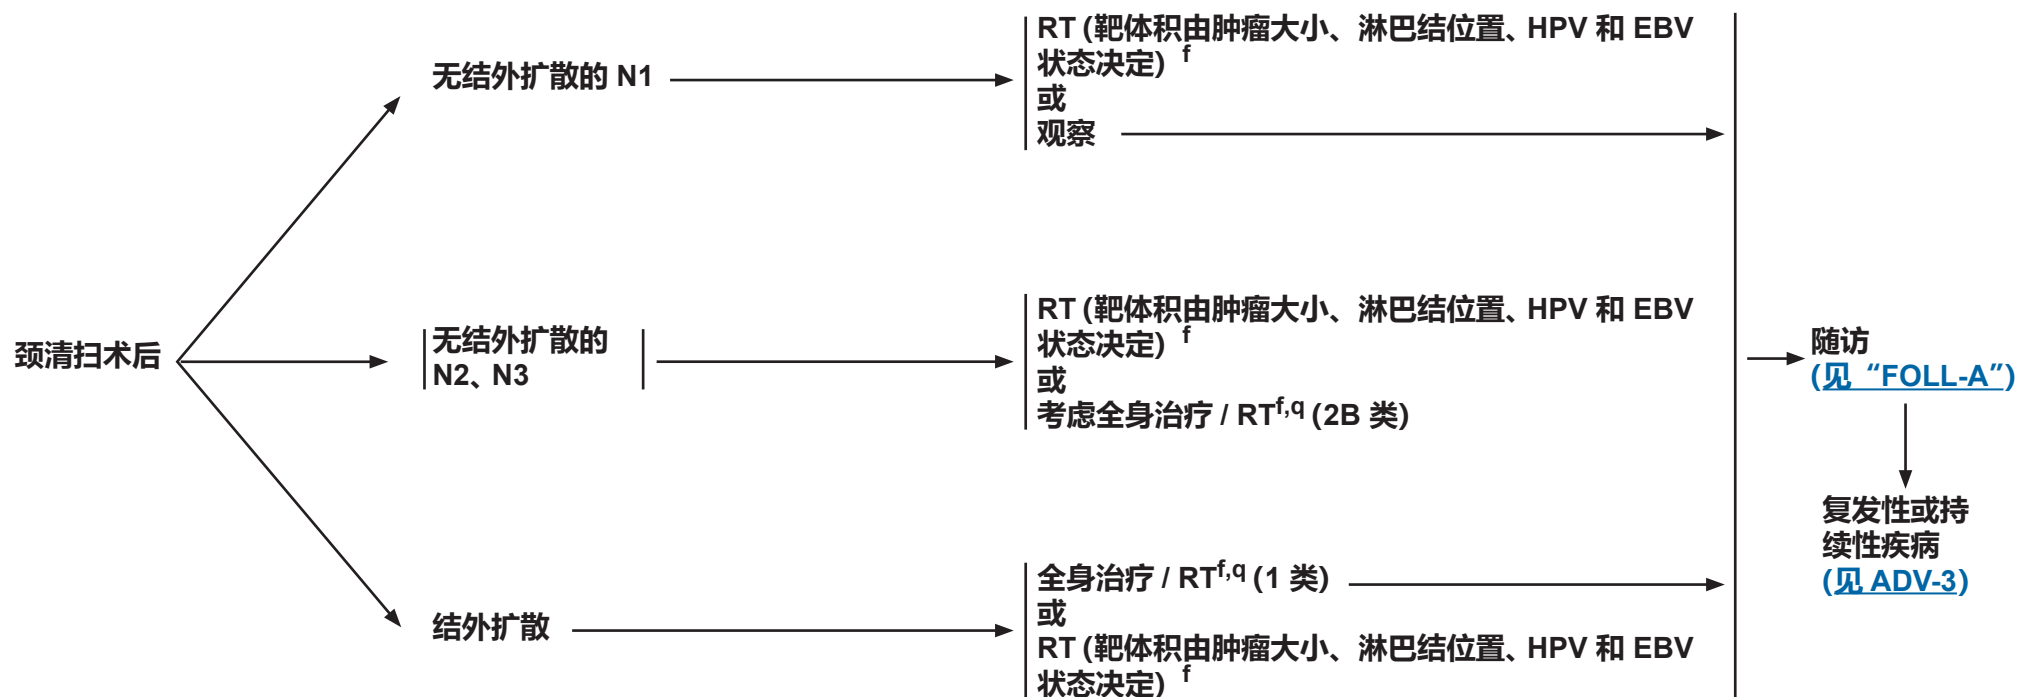 颈清扫术后
无结外扩散的 N1
RT (靶体积由肿瘤大小、淋巴结位置、HPV 和 EBV
状态决定) f
或
观察
无结外扩散的
N2、N3
RT (靶体积由肿瘤大小、淋巴结位置、HPV 和 EBV
状态决定) f
或
考虑全身治疗 / RTf,q (2B 类)
结外扩散
全身治疗 / RTf,q (1 类)
或
RT (靶体积由肿瘤大小、淋巴结位置、HPV 和 EBV
状态决定) f
随访
(见 “FOLL-A”)
复发性或持
续性疾病
(见 ADV-3)